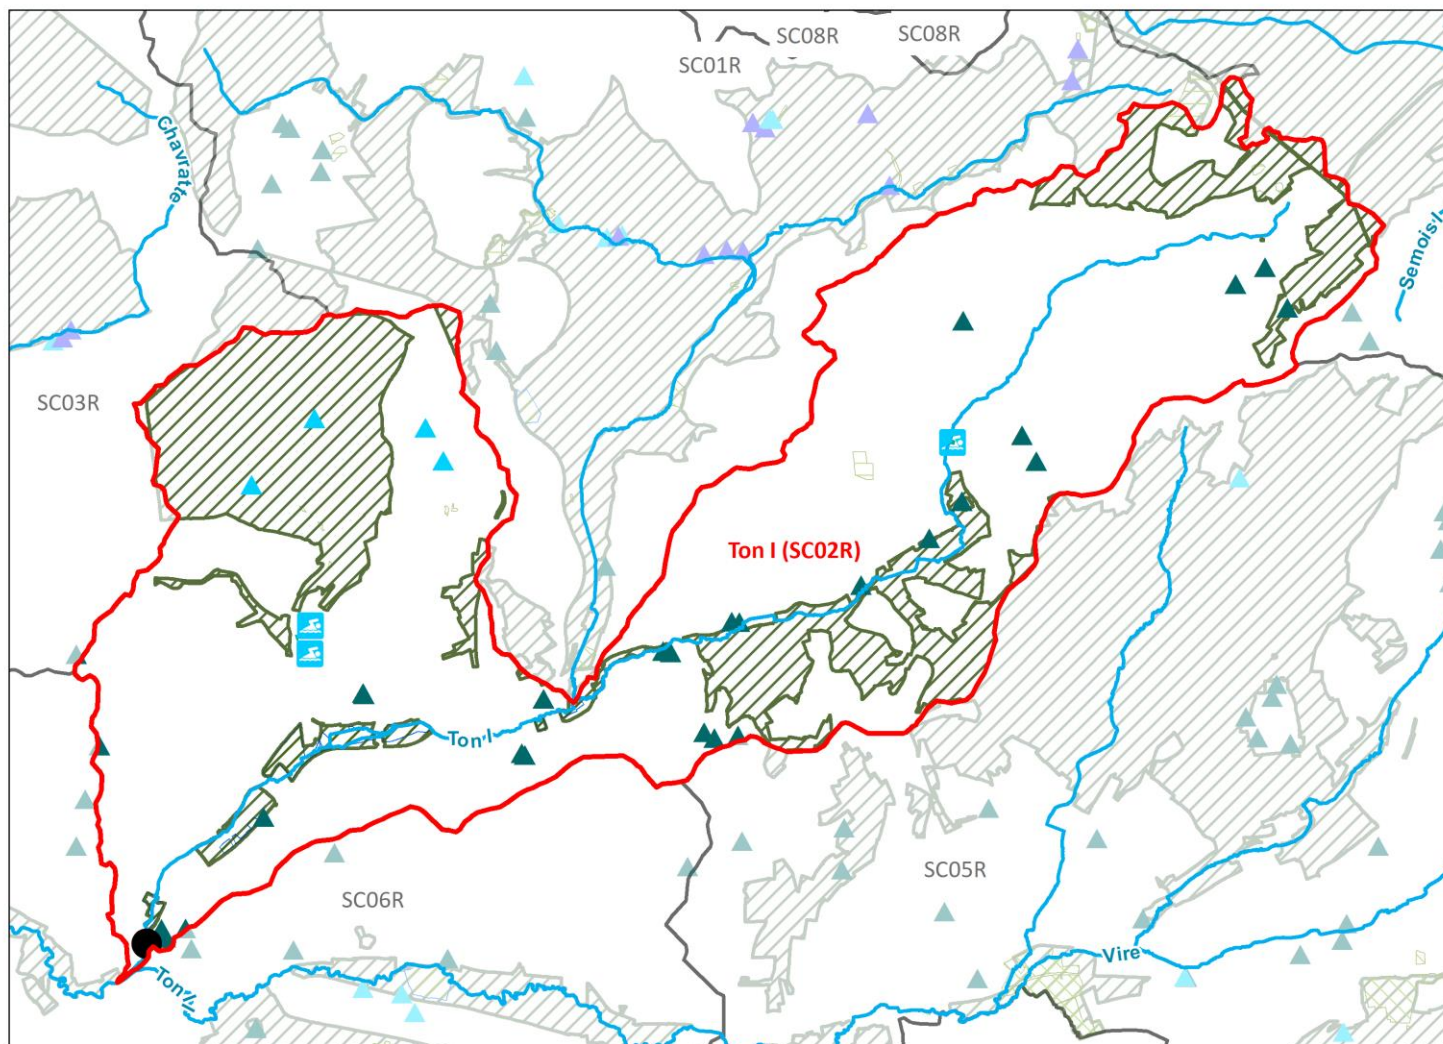 SC08R
SC08R
SC01R
Chavratte
Semois I
SC03R
Ton I (SC02R)
Ton I
SC05R
SC06R
Vire
Ton